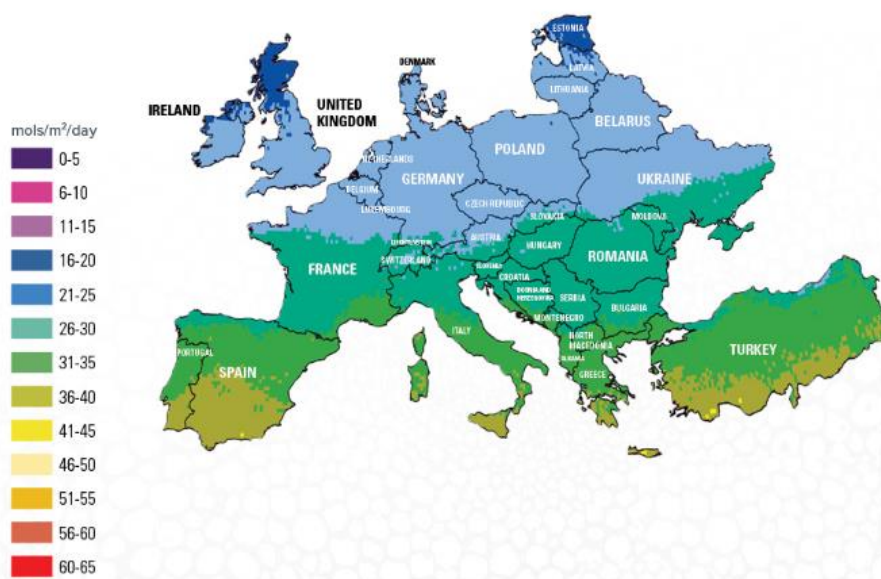 ESTONIA
LATVIA
DENMARK
LITHUANIA
IRELAND
UNITED
KINGDOM
BELARUS
mols/m²/day
0-5
6-10
11-15
16-20
21-25
26-30
31-35
36-40
41-45
46-50
51-55
56-60
60-65
NETHERLANDS
POLAND
GERMANY
BELGIUM
UKRAINE
LUXEMBOURG
CZECH REPUBLIC
SLOVAKIA
MOLDOVA
AUSTRIA
LIECHTENSTEIN
SWITZERLAND
HUNGARY
FRANCE
ROMANIA
SLOVENIA
CROATIA
BOSNIA AND
HERZEGOVINA
SERBIA
BULGARIA
MONTENEGRO
ITALY
NORTH
MACEDONIA
ALBANIA
GREECE
PORTUGAL
SPAIN
TURKEY